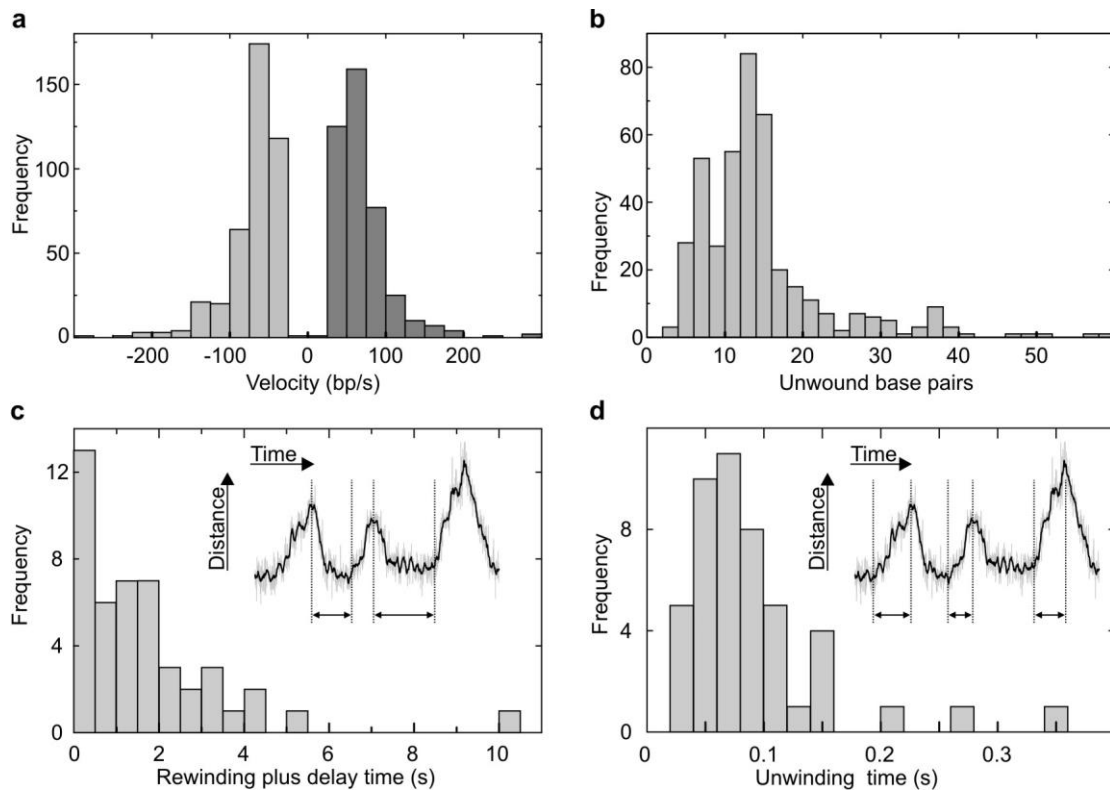 a
150
100
50
0
Frequency
-200
-100
0
100
200
Velocity (bp/s)
b
80
60
40
20
0
Frequency
10
20
30
40
50
Unwound base pairs
c
12
8
4
0
Frequency
Time
Distance
0
2
4
6
8
10
Rewinding plus delay time (s)
d
8
4
0
Frequency
Time
Distance
0
0.1
0.2
0.3
Unwinding time (s)